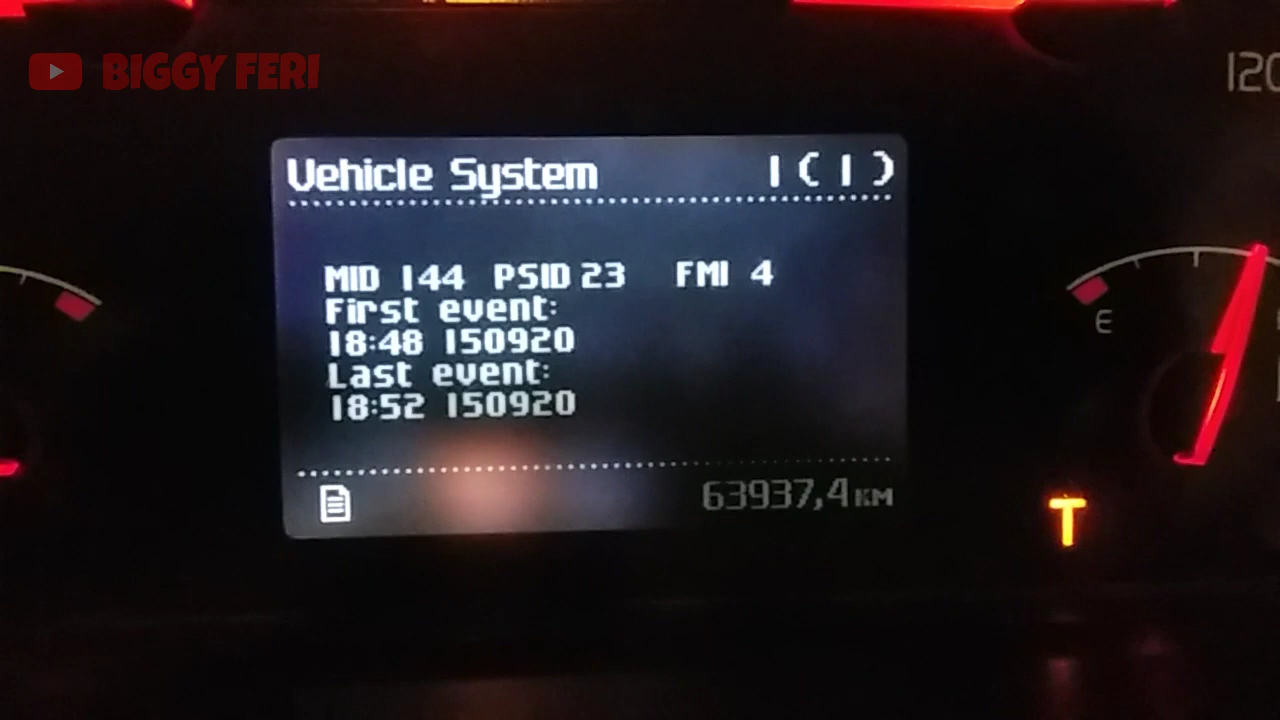 BIGGY FERI
120
Vehicle System 1(1)
MID 144 PSID 23 FMI 4
First event:
18:48 150920
Last event:
18:52 150920
63937,4 KM
E
T